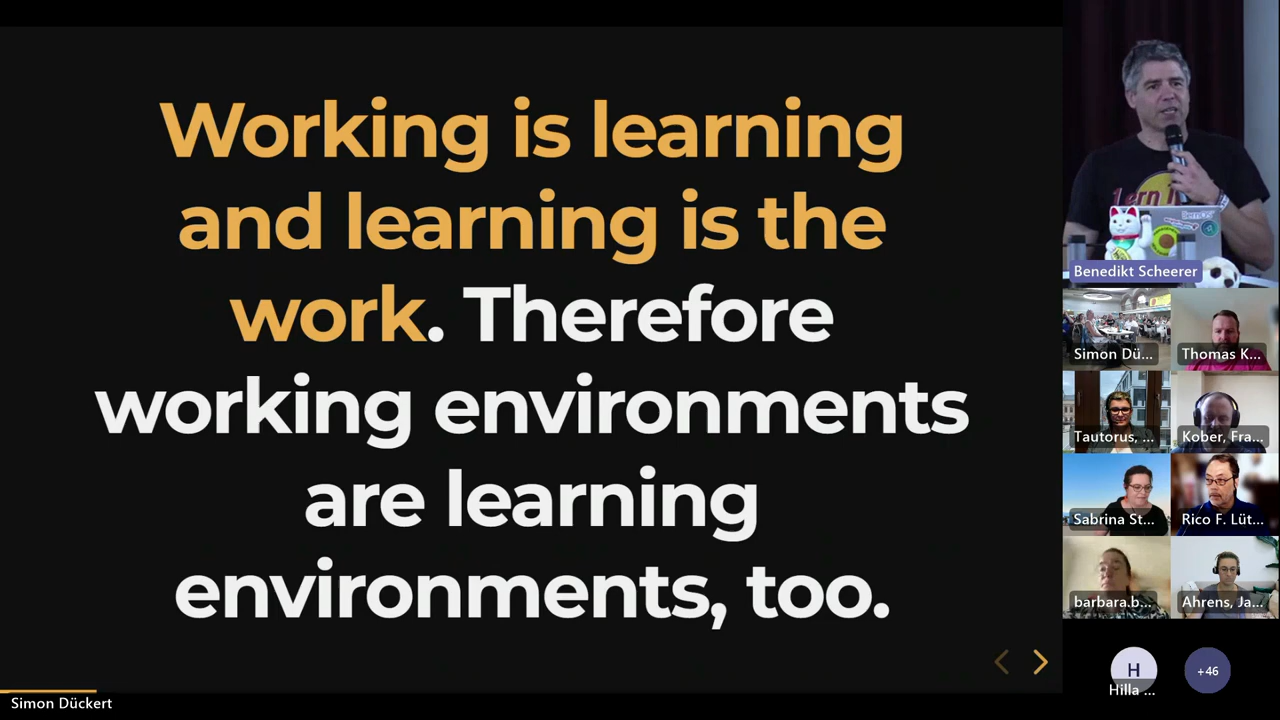 Working is learning
and learning is the
work. Therefore
working environments
are learning
environments, too.
Simon Dückert
Benedikt Scheerer
Simon Dü...
Thomas K...
Tautorus, ...
Kober, Fra...
Sabrina St...
Rico F. Lüt...
barbara.b...
Ahrens, Ja...
H
Hilla ...
+46